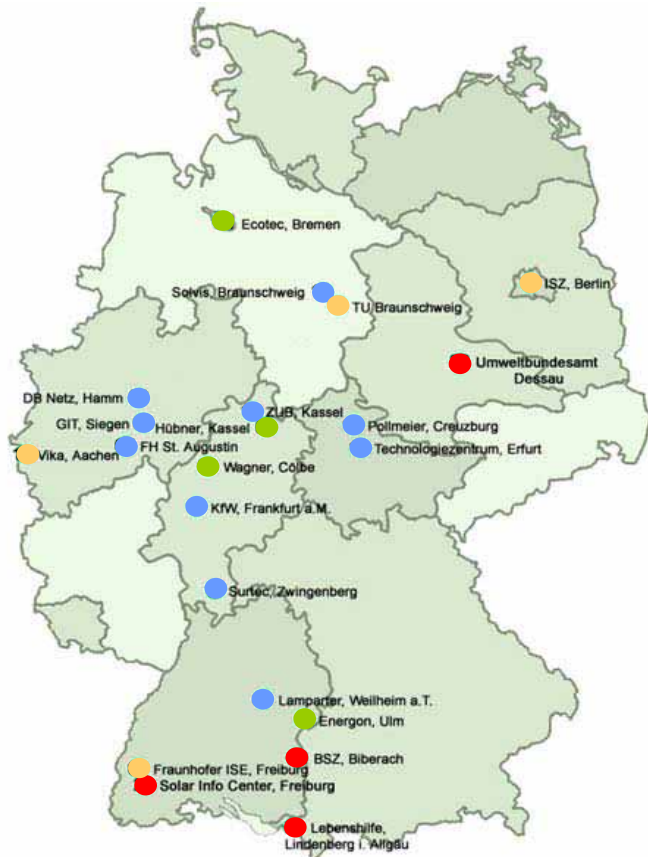 Ecotec, Bremen
ISZ, Berlin
Solvis, Braunschweig
TU Braunschweig
Umweltbundesamt
Dessau
DB Netz, Hamm
ZUB, Kassel
GIT, Siegen
Hübner, Kassel
Pollmeier, Creuzburg
FH St. Augustin
Technologiezentrum, Erfurt
Vika, Aachen
Wagner, Cölbe
KfW, Frankfurt a.M.
Surtec, Zwingenberg
Lamparter, Weilheim a.T.
Energon, Ulm
BSZ, Biberach
Fraunhofer ISE, Freiburg
Solar Info Center, Freiburg
Lebenshilfe,
Lindenberg i. Allgäu